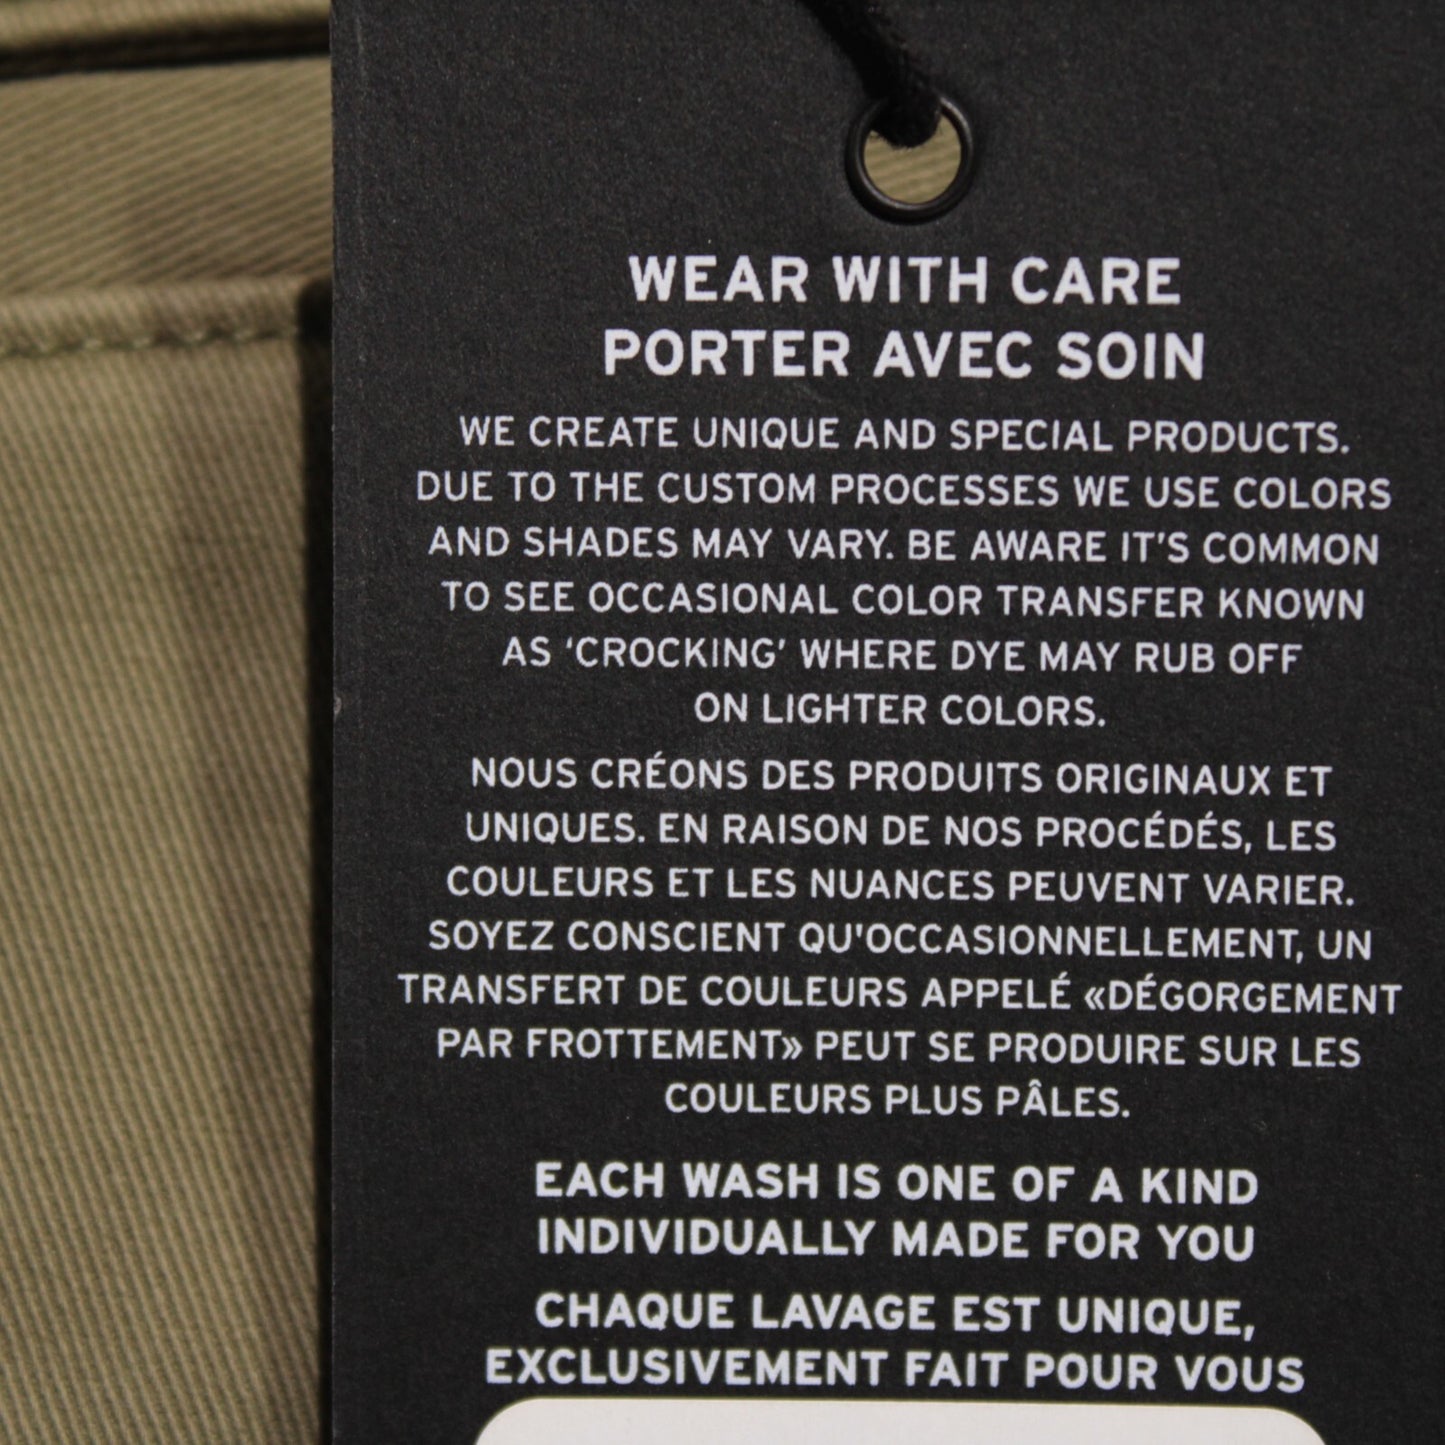 WEAR WITH CARE
PORTER AVEC SOIN
WE CREATE UNIQUE AND SPECIAL PRODUCTS.
DUE TO THE CUSTOM PROCESSES WE USE COLORS
AND SHADES MAY VARY. BE AWARE IT'S COMMON
TO SEE OCCASIONAL COLOR TRANSFER KNOWN
AS ‘CROCKING’ WHERE DYE MAY RUB OFF
ON LIGHTER COLORS.
NOUS CRÉONS DES PRODUITS ORIGINAUX ET
UNIQUES. EN RAISON DE NOS PROCÉDÉS, LES
COULEURS ET LES NUANCES PEUVENT VARIER.
SOYEZ CONSCIENT QU'OCCASIONNELLEMENT, UN
TRANSFERT DE COULEURS APPELÉ «DÉGORGEMENT
PAR FROTTEMENT» PEUT SE PRODUIRE SUR LES
COULEURS PLUS PÂLES.
EACH WASH IS ONE OF A KIND
INDIVIDUALLY MADE FOR YOU
CHAQUE LAVAGE EST UNIQUE,
EXCLUSIVEMENT FAIT POUR VOUS